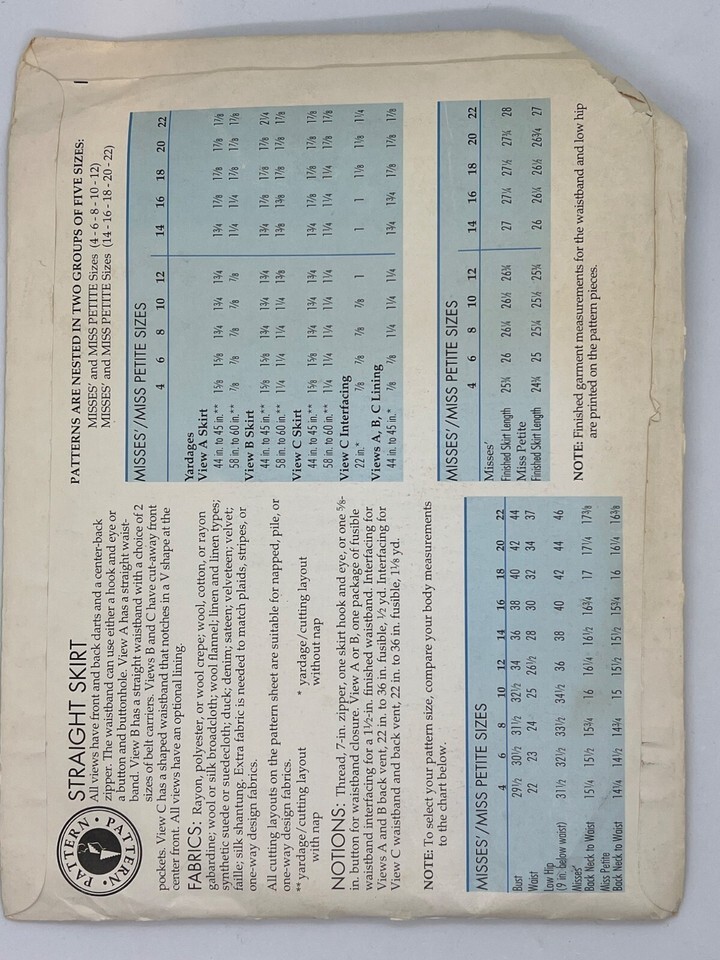 PATTERN • PATTERN •
STRAIGHT SKIRT
All views have front and back darts and a center-back
zipper. The waistband can use either a hook and eye or
a button and buttonhole. View A has a straight waist-
band. View B has a straight waistband with a choice of 2
sizes of belt carriers. Views B and C have cut-away front
pockets. View C has a shaped waistband that notches in a V shape at the
center front. All views have an optional lining.
FABRICS: Rayon, polyester, or wool crepe; wool, cotton, or rayon
gabardine; wool or silk broadcloth; wool flannel; linen and linen types;
synthetic suede or suedecloth; duck; denim; sateen; velveteen; velvet;
faille; silk shantung. Extra fabric is needed to match plaids, stripes, or
one-way design fabrics.
All cutting layouts on the pattern sheet are suitable for napped, pile, or
one-way design fabrics.
** yardage/cutting layout * yardage/cutting layout
with nap without nap
NOTIONS: Thread, 7-in. zipper, one skirt hook and eye, or one 5/8-
in. button for waistband closure. View A or B, one package of fusible
waistband interfacing for a 1½-in. finished waistband. Interfacing for
Views A and B back vent, 22 in. to 36 in. fusible, ½ yd. Interfacing for
View C waistband and back vent, 22 in. to 36 in. fusible, 1⅛ yd.
NOTE: To select your pattern size, compare your body measurements
to the chart below.
MISSES'/MISS PETITE SIZES
4 6 8 10 12 14 16 18 20 22
Bust 29½ 30½ 31½ 32½ 34 36 38 40 42 44
Waist 22 23 24 25 26½ 28 30 32 34 37
Low Hip
(9 in. below waist) 31½ 32½ 33½ 34½ 36 38 40 42 44 46
Misses'
Back Neck to Waist 15¼ 15½ 15¾ 16 16¼ 16½ 16¾ 17 17¼ 17⅜
Miss Petite
Back Neck to Waist 14¼ 14½ 14¾ 15 15½ 15½ 15¾ 16 16¼ 16⅜
PATTERNS ARE NESTED IN TWO GROUPS OF FIVE SIZES:
MISSES' and MISS PETITE Sizes (4 - 6 - 8 - 10 - 12)
MISSES' and MISS PETITE Sizes (14 - 16 - 18 - 20 - 22)
MISSES'/MISS PETITE SIZES
4 6 8 10 12 14 16 18 20 22
Yardages
View A Skirt
44 in. to 45 in.** 1⅝ 1⅝ 1¾ 1¾ 1¾ 1¾ 1⅞ 1⅞ 1⅞ 1⅞
58 in. to 60 in.** ⅞ ⅞ ⅞ ⅞ ⅞ 1¼ 1¼ 1⅞ 1⅞ 1⅞
View B Skirt
44 in. to 45 in.** 1⅝ 1⅝ 1¾ 1¾ 1¾ 1¾ 1⅞ 1⅞ 1⅞ 2¼
58 in. to 60 in.** 1¼ 1¼ 1¼ 1¼ 1⅜ 1⅜ 1⅜ 1⅞ 1⅞ 1⅞
View C Skirt
44 in. to 45 in.** 1⅝ 1⅝ 1¾ 1¾ 1¾ 1¾ 1⅞ 1⅞ 1⅞ 1⅞
58 in. to 60 in.** 1¼ 1¼ 1¼ 1¼ 1¼ 1¼ 1¼ 1¼ 1⅞ 1⅞
View C Interfacing
22 in.* ⅞ ⅞ ⅞ ⅞ 1 1 1 1⅛ 1⅛ 1¼
Views A, B, C Lining
44 in. to 45 in.* ⅞ ⅞ 1¼ 1¼ 1¼ 1¾ 1¾ 1⅞ 1⅞ 1⅞
MISSES'/MISS PETITE SIZES
4 6 8 10 12 14 16 18 20 22
Misses'
Finished Skirt Length 25¾ 26 26¼ 26½ 26¾ 27 27¼ 27½ 27¾ 28
Miss Petite
Finished Skirt Length 24¾ 25 25¼ 25½ 25¾ 26 26¼ 26½ 26¾ 27
NOTE: Finished garment measurements for the waistband and low hip
are printed on the pattern pieces.